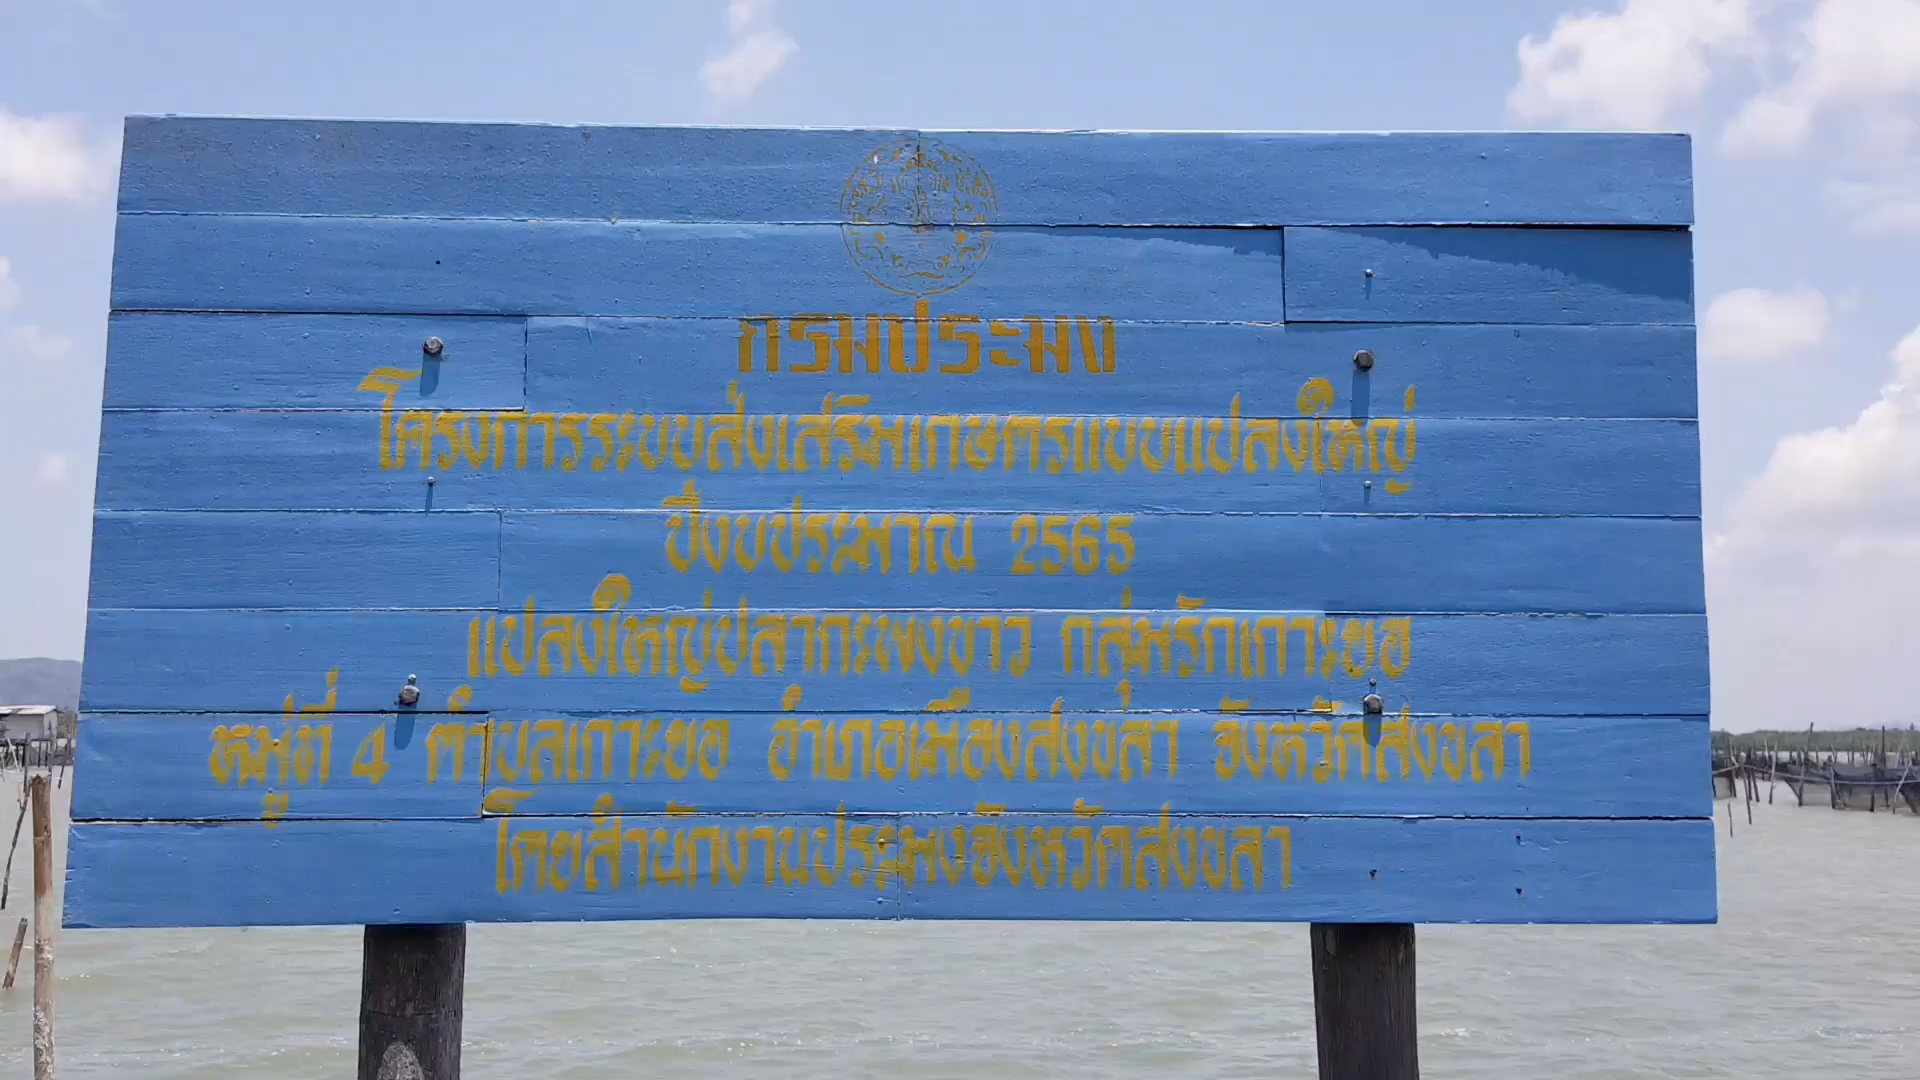 กรมประมง
โครงการระบบส่งเสริมเกษตรแบบแปลงใหญ่
ปีงบประมาณ 2565
แปลงใหญ่ปลากะพงขาว กลุ่มรักเกาะยอ
หมู่ที่ 4 ตำบลเกาะยอ อำเภอเมืองสงขลา จังหวัดสงขลา
โดยสำนักงานประมงจังหวัดสงขลา